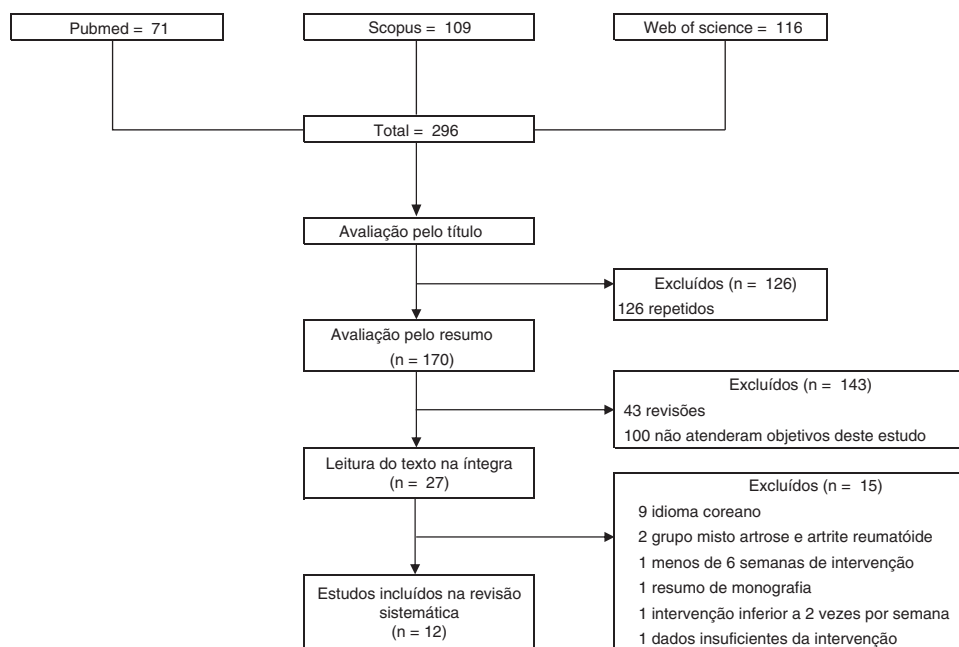 Pubmed = 71
Scopus = 109
Web of science = 116
Total = 296
Avaliação pelo título
Excluídos (n = 126)
126 repetidos
Avaliação pelo resumo
(n = 170)
Excluídos (n = 143)
43 revisões
100 não atenderam objetivos deste estudo
Leitura do texto na íntegra
(n = 27)
Excluídos (n = 15)
9 idioma coreano
2 grupo misto artrose e artrite reumatóide
1 menos de 6 semanas de intervenção
1 resumo de monografia
1 intervenção inferior a 2 vezes por semana
1 dados insuficientes da intervenção
Estudos incluídos na revisão
sistemática
(n = 12)